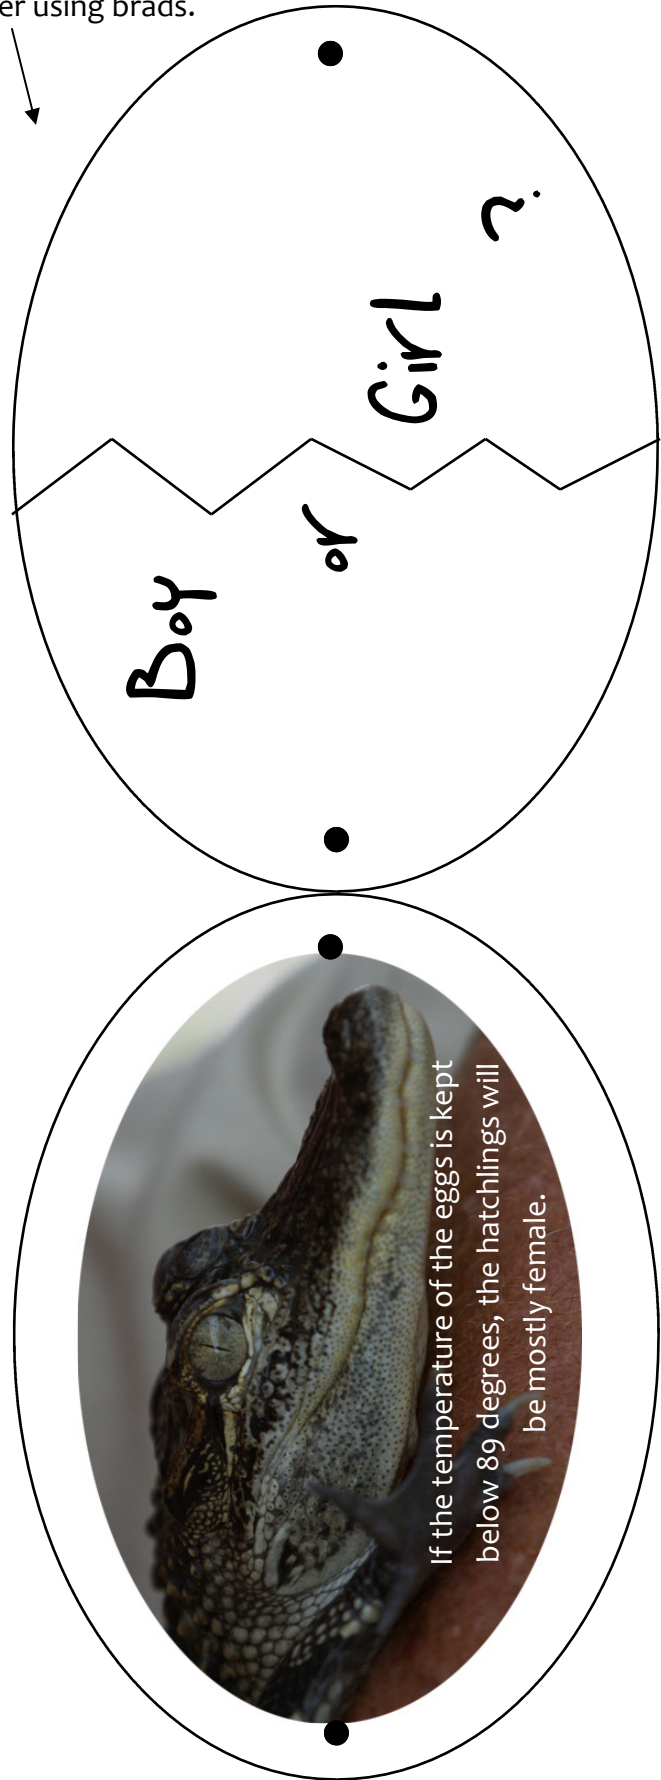 er using brads.
Boy
or
Girl
?
If the temperature of the eggs is kept
below 89 degrees, the hatchlings will
be mostly female.